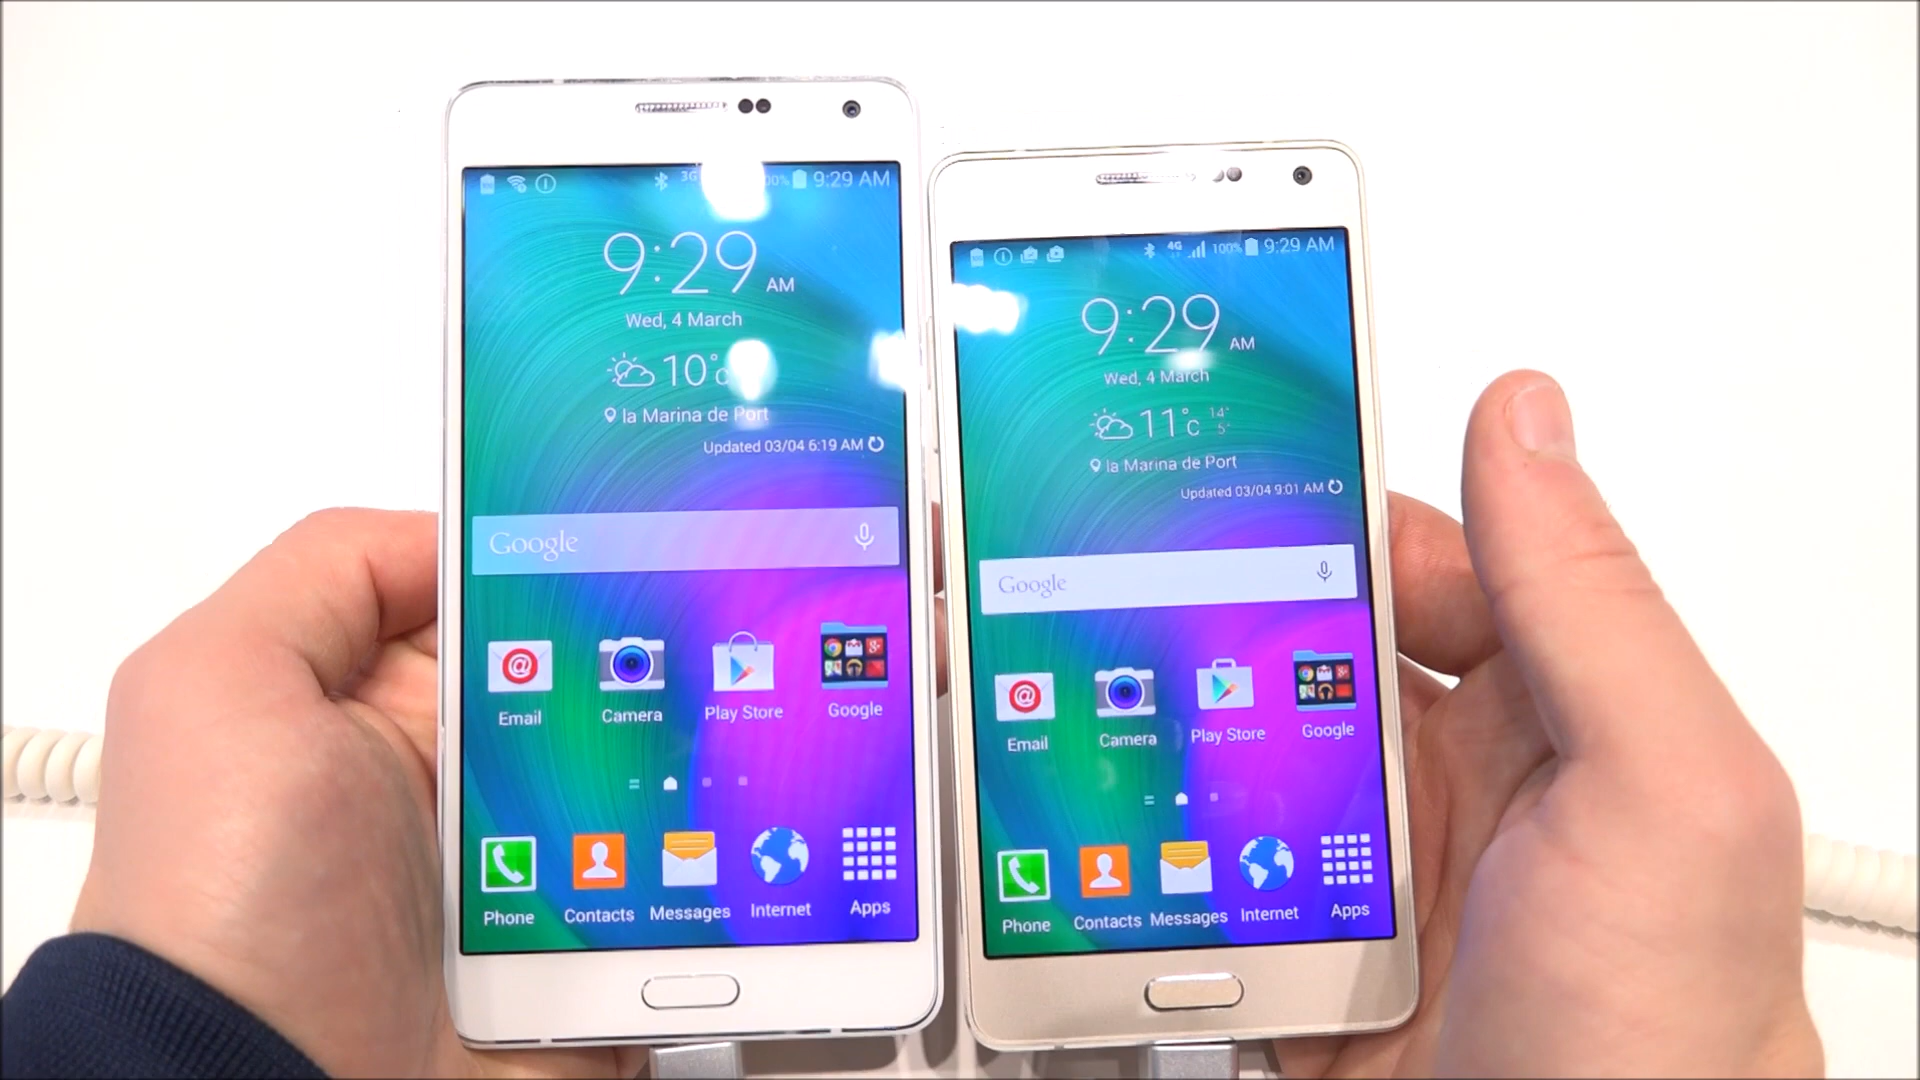 3G 00% 9:29 AM
9:29 AM
Wed, 4 March
10°C
la Marina de Port
Updated 03/04 6:19 AM
Google
Email Camera Play Store Google
Phone Contacts Messages Internet Apps
4G 100% 9:29 AM
9:29 AM
Wed, 4 March
11°C 14° 5°
la Marina de Port
Updated 03/04 9:01 AM
Google
Email Camera Play Store Google
Phone Contacts Messages Internet Apps